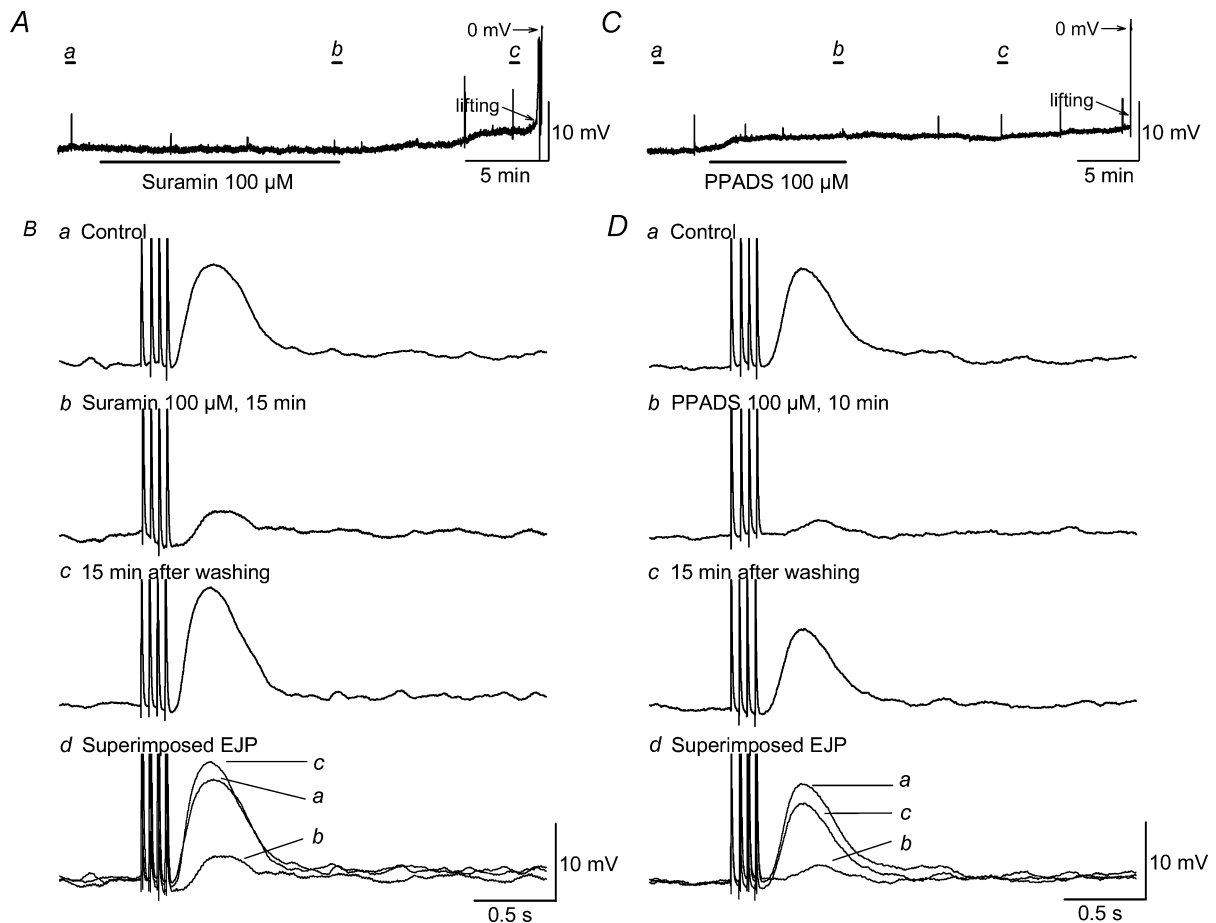 A
a
b
c
0 mV
lifting
10 mV
5 min
Suramin 100 µM
C
a
b
c
0 mV
lifting
10 mV
5 min
PPADS 100 µM
B
a Control
b Suramin 100 µM, 15 min
c 15 min after washing
d Superimposed EJP
c
a
b
10 mV
0.5 s
D
a Control
b PPADS 100 µM, 10 min
c 15 min after washing
d Superimposed EJP
a
c
b
10 mV
0.5 s